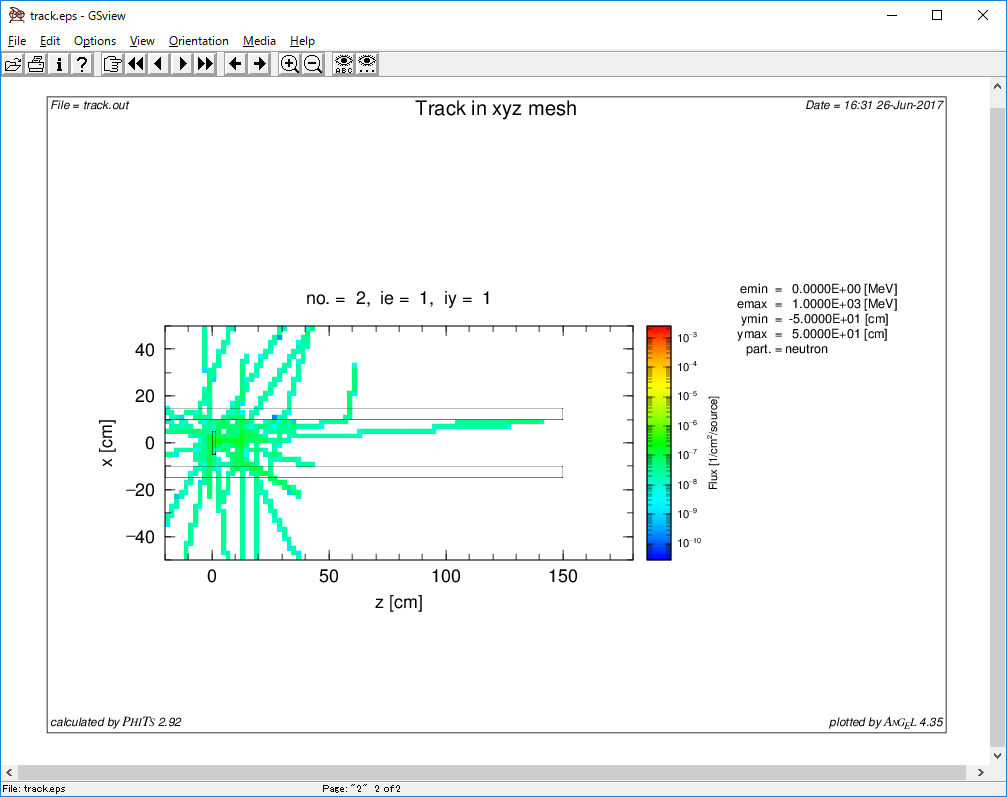 track.eps - GSview
File Edit Options View Orientation Media Help
ABC
File = track.out
Track in xyz mesh
Date = 16:31 26-Jun-2017
no. = 2, ie = 1, iy = 1
emin = 0.0000E+00 [MeV]
emax = 1.0000E+03 [MeV]
ymin = -5.0000E+01 [cm]
ymax = 5.0000E+01 [cm]
part. = neutron
40
20
0
−20
−40
x [cm]
0 50 100 150
z [cm]
10−3
10−4
10−5
10−6
10−7
10−8
10−9
10−10
Flux [1/cm2/source]
calculated by PHITS 2.92
plotted by ANGEL 4.35
File: track.eps
Page: "2" 2 of 2